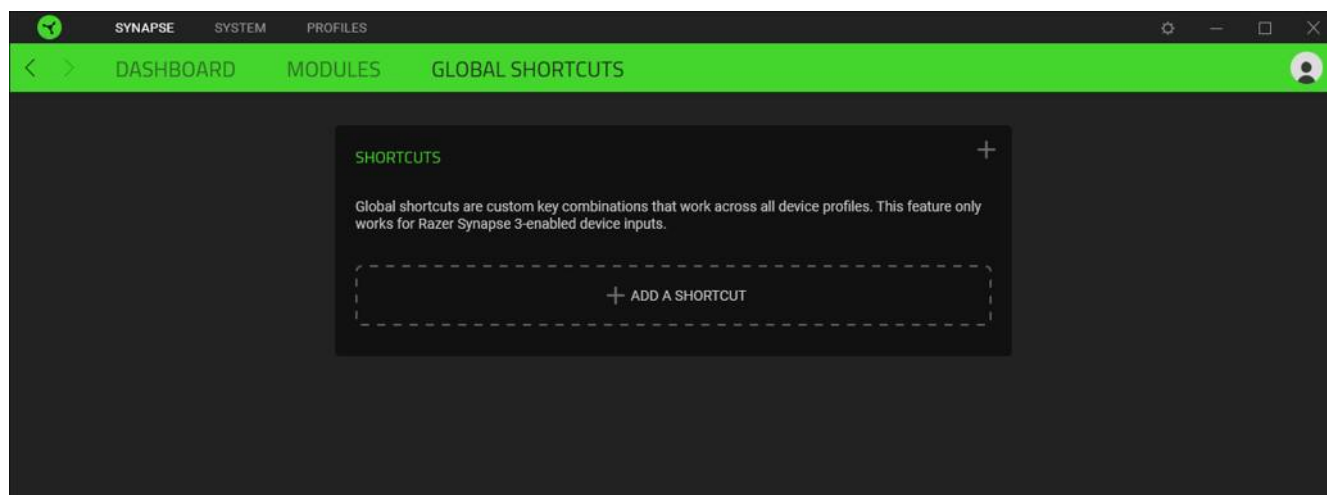 SYNAPSE SYSTEM PROFILES
DASHBOARD MODULES GLOBAL SHORTCUTS
SHORTCUTS
Global shortcuts are custom key combinations that work across all device profiles. This feature only
works for Razer Synapse 3-enabled device inputs.
ADD A SHORTCUT